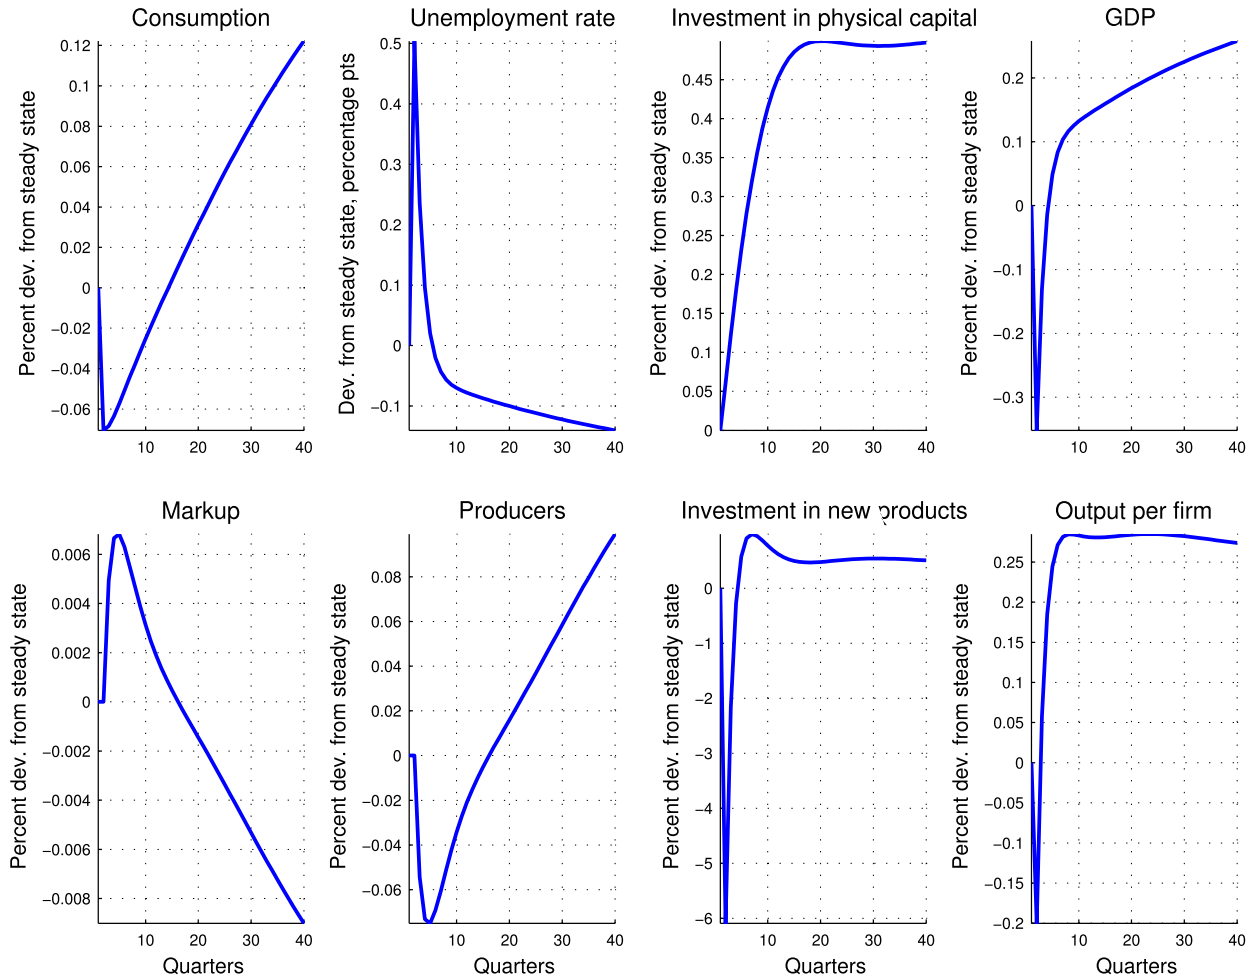 Consumption
Unemployment rate
Investment in physical capital
GDP
Percent dev. from steady state
0.12
0.1
0.08
0.06
0.04
0.02
0
−0.02
−0.04
−0.06
10 20 30 40
Dev. from steady state, percentage pts
0.5
0.4
0.3
0.2
0.1
0
−0.1
10 20 30 40
Percent dev. from steady state
0.45
0.4
0.35
0.3
0.25
0.2
0.15
0.1
0.05
0
10 20 30 40
Percent dev. from steady state
0.2
0.1
0
−0.1
−0.2
−0.3
10 20 30 40
Markup
Producers
Investment in new products
Output per firm
Percent dev. from steady state
0.006
0.004
0.002
0
−0.002
−0.004
−0.006
−0.008
10 20 30 40
Quarters
Percent dev. from steady state
0.08
0.06
0.04
0.02
0
−0.02
−0.04
−0.06
10 20 30 40
Quarters
Percent dev. from steady state
0
−1
−2
−3
−4
−5
−6
10 20 30 40
Quarters
Percent dev. from steady state
0.25
0.2
0.15
0.1
0.05
0
−0.05
−0.1
−0.15
−0.2
10 20 30 40
Quarters